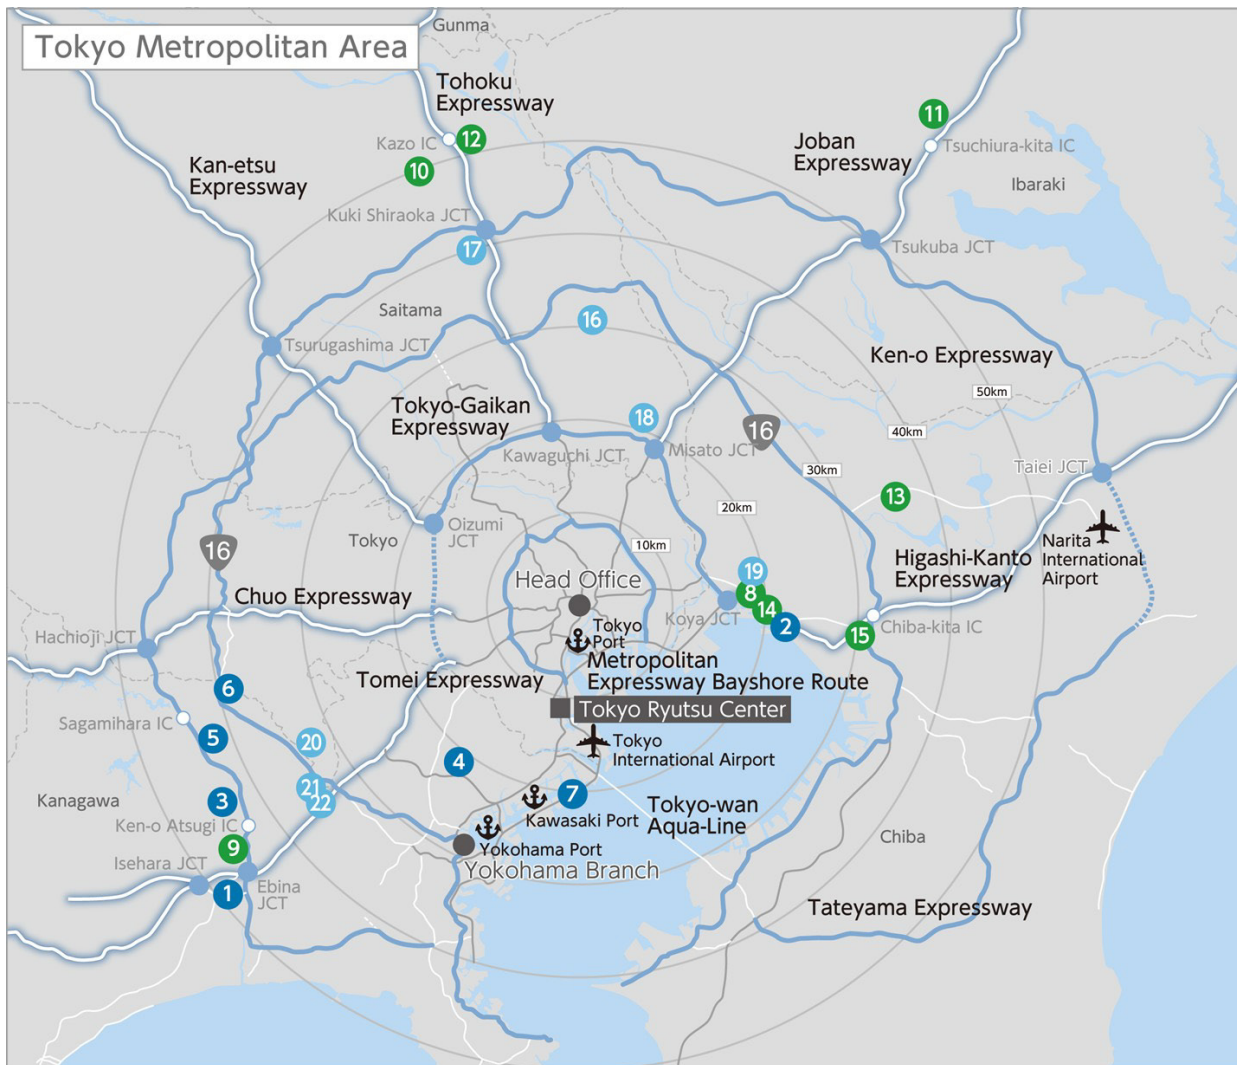 Tokyo Metropolitan Area
Gunma
Tohoku
Expressway
Kazo IC
12
10
11
Joban
Expressway
Tsuchiura-kita IC
Ibaraki
Kan-etsu
Expressway
Kuki Shiraoka JCT
17
Tsukuba JCT
Saitama
16
Tsurugashima JCT
Ken-o Expressway
50km
Tokyo-Gaikan
Expressway
18
16
40km
Kawaguchi JCT
Misato JCT
30km
Taiei JCT
13
20km
Oizumi
JCT
Tokyo
16
10km
Narita
International
Airport
Higashi-Kanto
Expressway
Head Office
19
8
14
2
Chuo Expressway
Koya JCT
Chiba-kita IC
15
Hachioji JCT
Tokyo
Port
Metropolitan
Expressway Bayshore Route
Tomei Expressway
6
Tokyo Ryutsu Center
Sagamihara IC
5
20
Tokyo
International Airport
4
21
22
Kanagawa
3
7
Kawasaki Port
Tokyo-wan
Aqua-Line
Ken-o Atsugi IC
9
Yokohama Port
Chiba
Isehara JCT
Yokohama Branch
1
Ebina
JCT
Tateyama Expressway